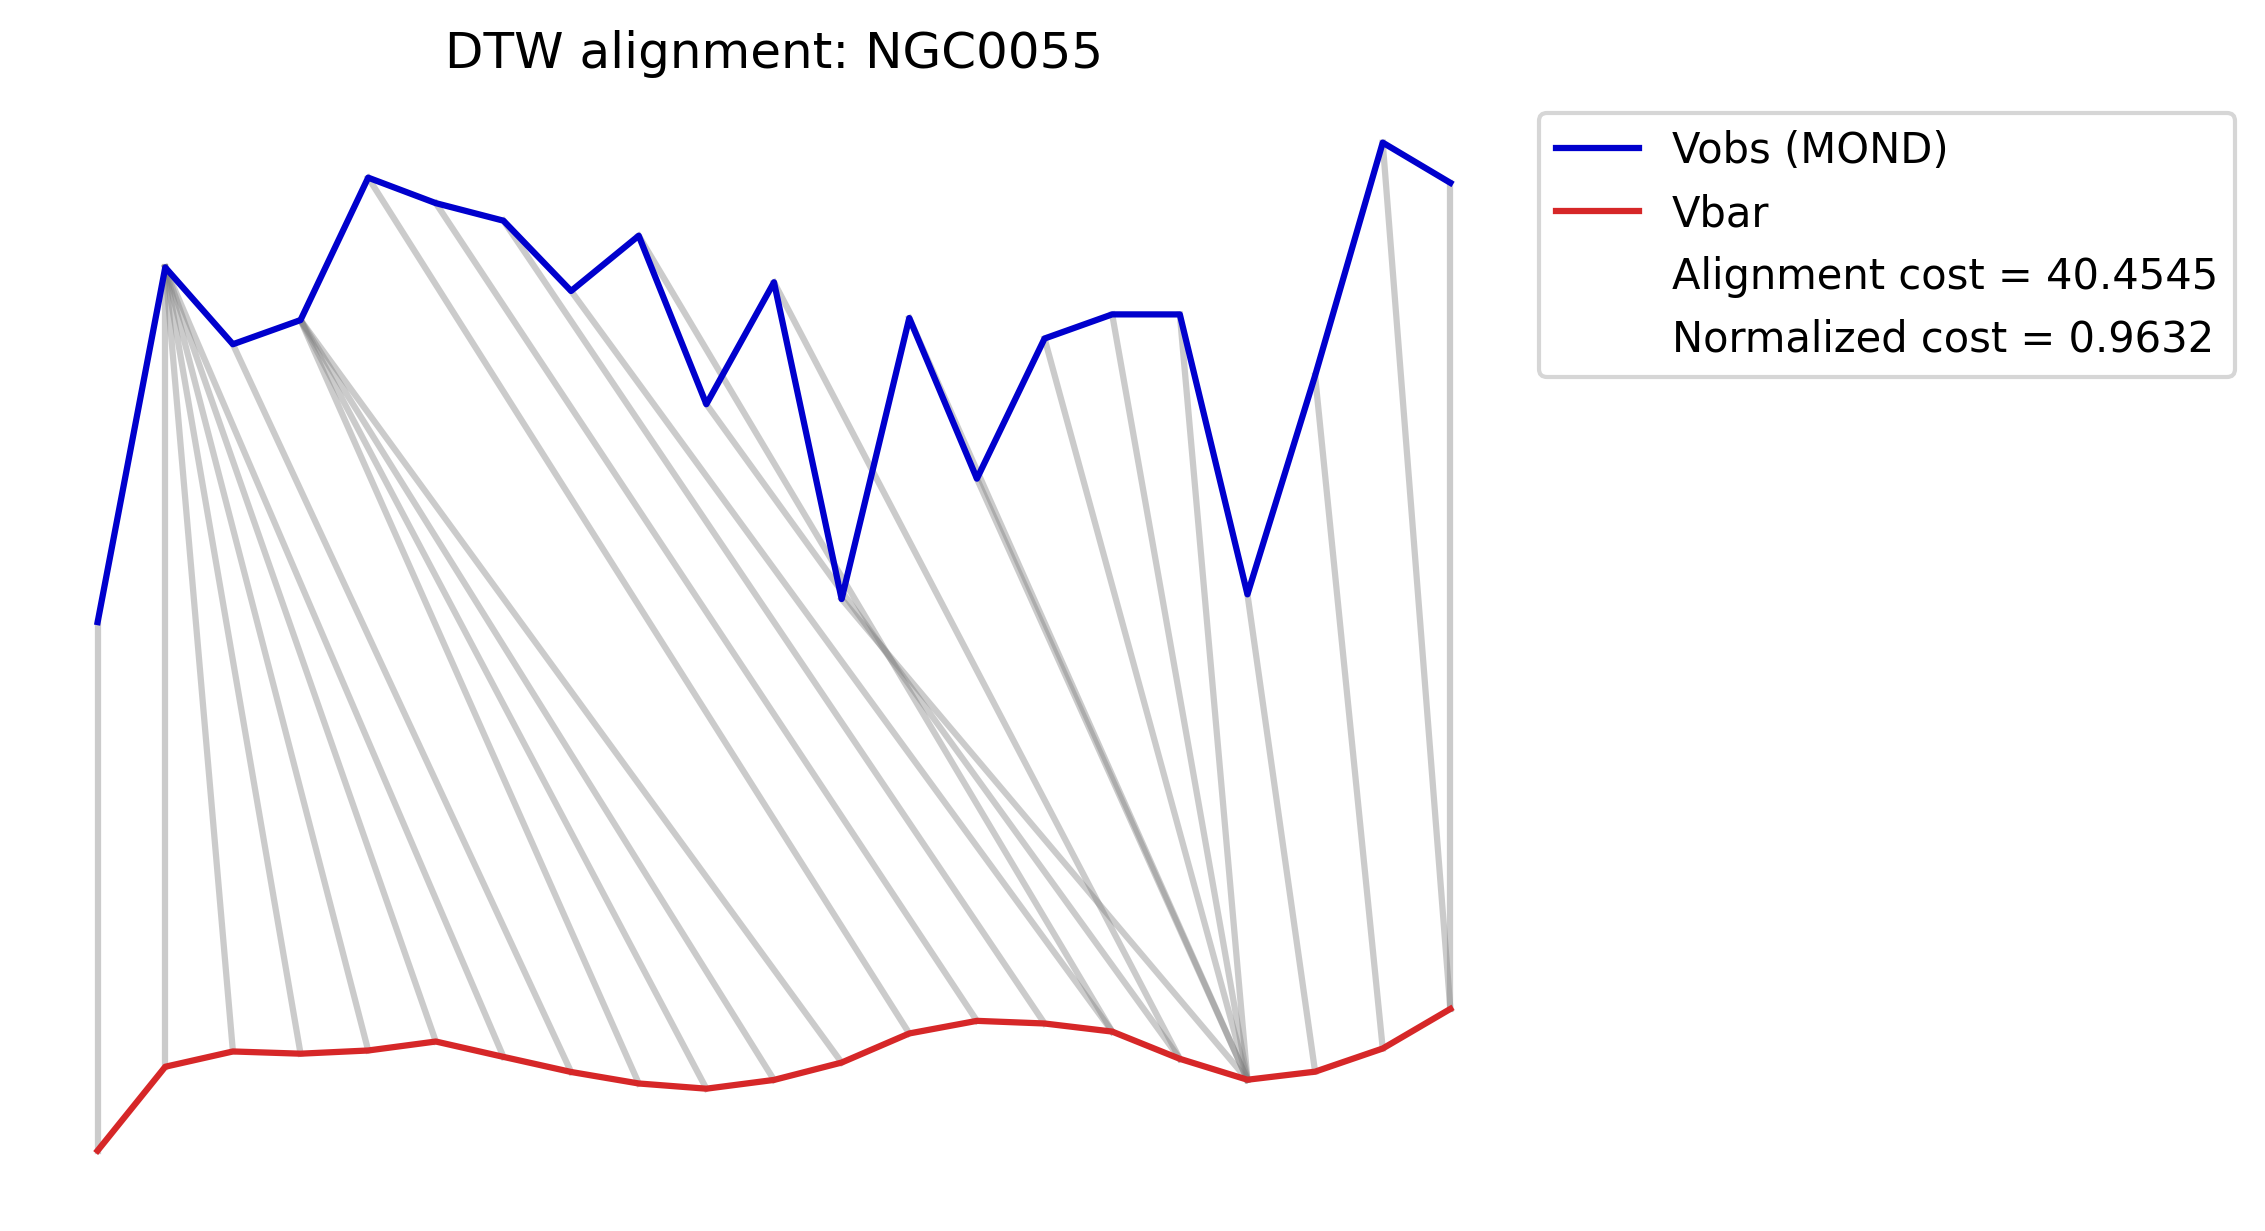 DTW alignment: NGC0055
Vobs (MOND)
Vbar
Alignment cost = 40.4545
Normalized cost = 0.9632